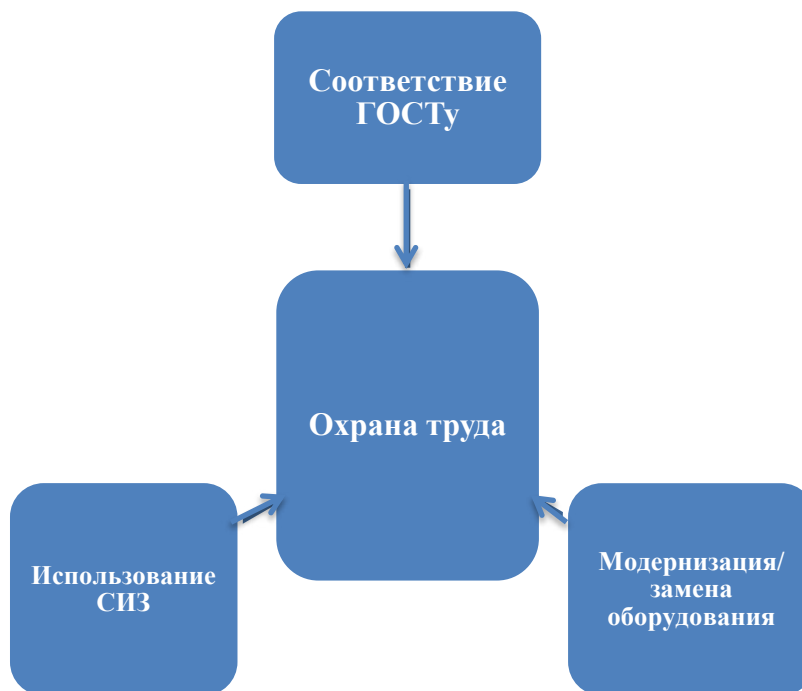 Соответствие
ГОСТу
Охрана труда
Использование
СИЗ
Модернизация/
замена
оборудования